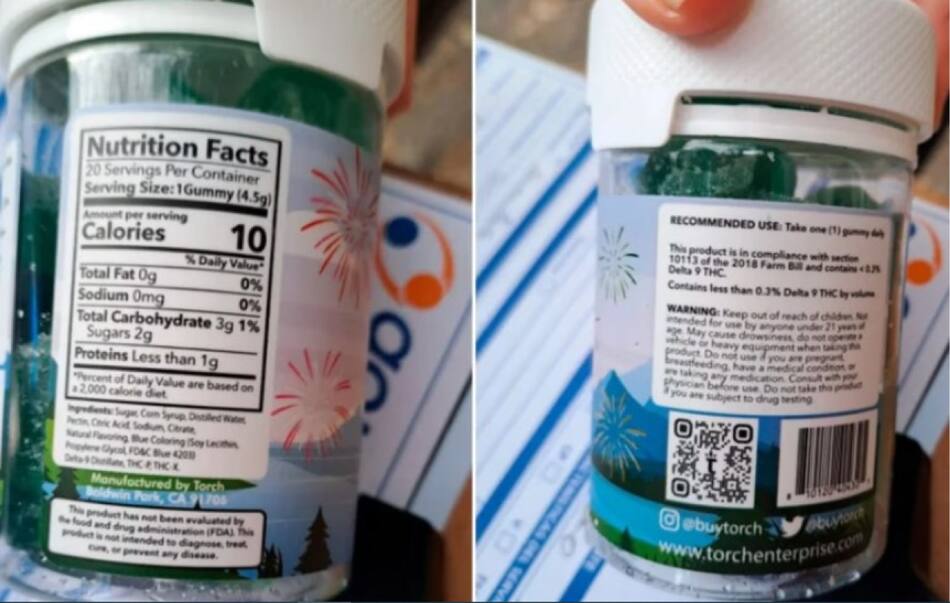 Nutrition Facts
20 Servings Per Container
Serving Size: 1Gummy (4.5g)
Amount per serving
Calories 10
% Daily Value*
Total Fat 0g 0%
Sodium 0mg 0%
Total Carbohydrate 3g 1%
Sugars 2g
Proteins Less than 1g
*Percent of Daily Value are based on
a 2,000 calorie diet.
Ingredients: Sugar, Corn Syrup, Distilled Water,
Pectin, Citric Acid, Sodium, Citrate,
Natural Flavoring, Blue Coloring (Soy Lecithin,
Propylene Glycol, FD&C Blue 4203)
Delta-9 Distillate, THC-P, THC-X.
Manufactured by Torch
Baldwin Park, CA 91706
This product has not been evaluated by
the food and drug administration (FDA). This
product is not intended to diagnose, treat,
cure, or prevent any disease.
RECOMMENDED USE: Take one (1) gummy daily
This product is in compliance with section
10113 of the 2018 Farm Bill and contains < 0.3%
Delta 9 THC.
Contains less than 0.3% Delta 9 THC by volume
WARNING: Keep out of reach of children. Not
intended for use by anyone under 21 years of
age. May cause drowsiness, do not operate a
vehicle or heavy equipment when taking this
product. Do not use if you are pregnant,
breastfeeding, have a medical condition, or
are taking any medication. Consult with your
physician before use. Do not take this product
if you are subject to drug testing.
@buytorch @buytorch
www.torchenterprise.com